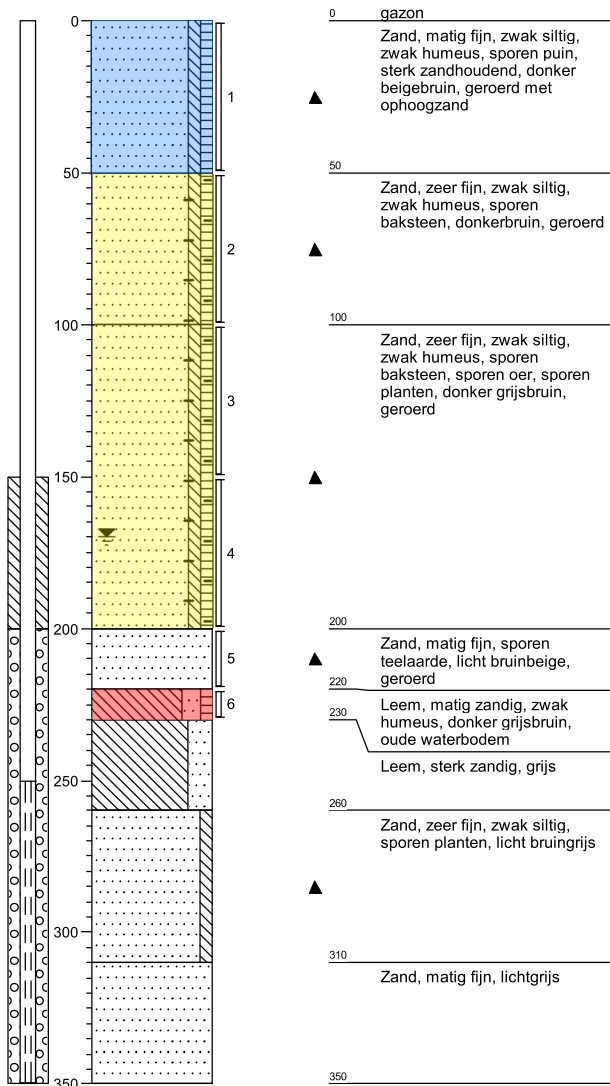 0
50
100
150
200
250
300
350
1
2
3
4
5
6
0 gazon
Zand, matig fijn, zwak siltig,
zwak humeus, sporen puin,
sterk zandhoudend, donker
beigebruin, geroerd met
ophoogzand
50
Zand, zeer fijn, zwak siltig,
zwak humeus, sporen
baksteen, donkerbruin, geroerd
100
Zand, zeer fijn, zwak siltig,
zwak humeus, sporen
baksteen, sporen oer, sporen
planten, donker grijsbruin,
geroerd
200
Zand, matig fijn, sporen
teelaarde, licht bruinbeige,
geroerd
220
Leem, matig zandig, zwak
humeus, donker grijsbruin,
oude waterbodem
230
Leem, sterk zandig, grijs
260
Zand, zeer fijn, zwak siltig,
sporen planten, licht bruingrijs
310
Zand, matig fijn, lichtgrijs
350